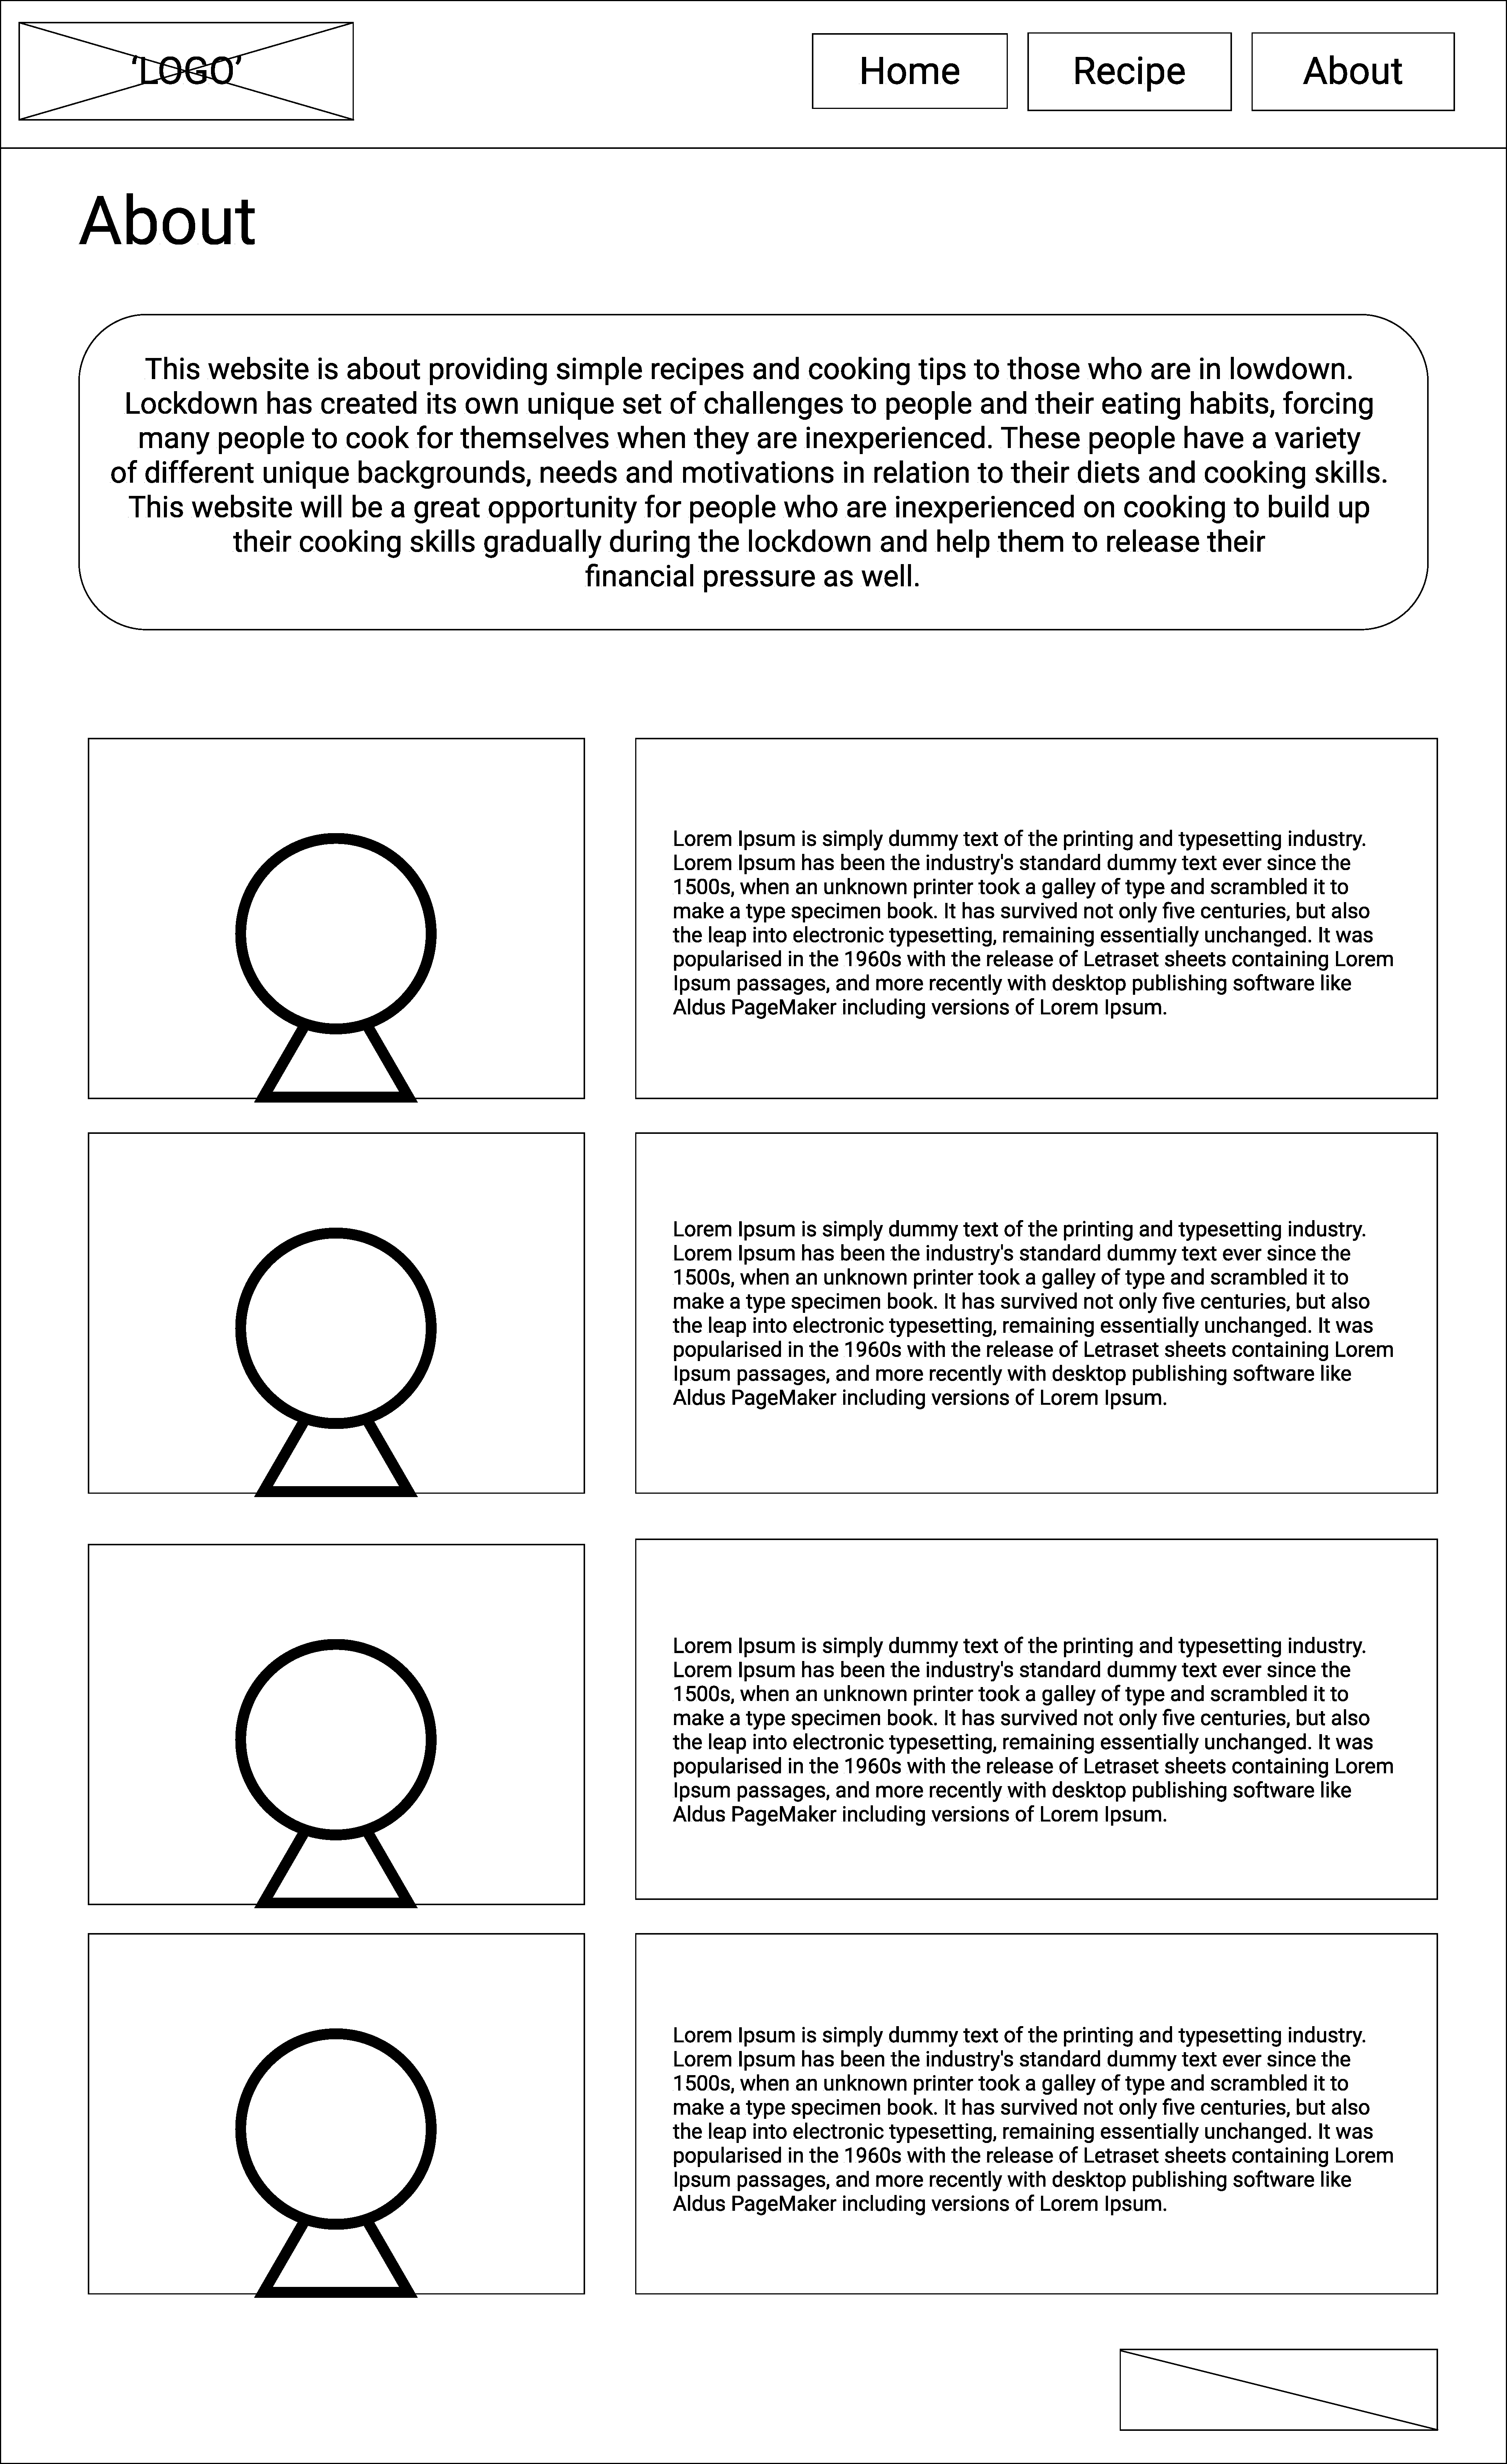 ‘LOGO’
Home
Recipe
About
About
This website is about providing simple recipes and cooking tips to those who are in lowdown.
Lockdown has created its own unique set of challenges to people and their eating habits, forcing
many people to cook for themselves when they are inexperienced. These people have a variety
of different unique backgrounds, needs and motivations in relation to their diets and cooking skills.
This website will be a great opportunity for people who are inexperienced on cooking to build up
their cooking skills gradually during the lockdown and help them to release their
financial pressure as well.
Lorem Ipsum is simply dummy text of the printing and typesetting industry.
Lorem Ipsum has been the industry's standard dummy text ever since the
1500s, when an unknown printer took a galley of type and scrambled it to
make a type specimen book. It has survived not only five centuries, but also
the leap into electronic typesetting, remaining essentially unchanged. It was
popularised in the 1960s with the release of Letraset sheets containing Lorem
Ipsum passages, and more recently with desktop publishing software like
Aldus PageMaker including versions of Lorem Ipsum.
Lorem Ipsum is simply dummy text of the printing and typesetting industry.
Lorem Ipsum has been the industry's standard dummy text ever since the
1500s, when an unknown printer took a galley of type and scrambled it to
make a type specimen book. It has survived not only five centuries, but also
the leap into electronic typesetting, remaining essentially unchanged. It was
popularised in the 1960s with the release of Letraset sheets containing Lorem
Ipsum passages, and more recently with desktop publishing software like
Aldus PageMaker including versions of Lorem Ipsum.
Lorem Ipsum is simply dummy text of the printing and typesetting industry.
Lorem Ipsum has been the industry's standard dummy text ever since the
1500s, when an unknown printer took a galley of type and scrambled it to
make a type specimen book. It has survived not only five centuries, but also
the leap into electronic typesetting, remaining essentially unchanged. It was
popularised in the 1960s with the release of Letraset sheets containing Lorem
Ipsum passages, and more recently with desktop publishing software like
Aldus PageMaker including versions of Lorem Ipsum.
Lorem Ipsum is simply dummy text of the printing and typesetting industry.
Lorem Ipsum has been the industry's standard dummy text ever since the
1500s, when an unknown printer took a galley of type and scrambled it to
make a type specimen book. It has survived not only five centuries, but also
the leap into electronic typesetting, remaining essentially unchanged. It was
popularised in the 1960s with the release of Letraset sheets containing Lorem
Ipsum passages, and more recently with desktop publishing software like
Aldus PageMaker including versions of Lorem Ipsum.